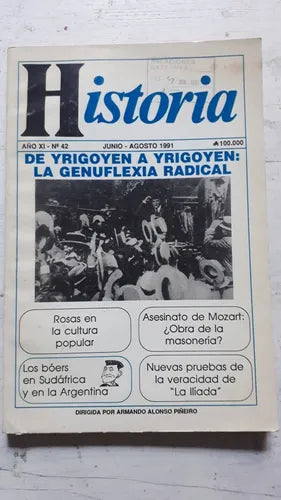 Historia
AÑO XI - Nº 42 JUNIO - AGOSTO 1991 ₳ 100.000
DE YRIGOYEN A YRIGOYEN:
LA GENUFLEXIA RADICAL
Rosas en
la cultura
popular
Asesinato de Mozart:
¿Obra de la
masonería?
Los bóers
en Sudáfrica
y en la Argentina
Nuevas pruebas de
la veracidad de
"La Ilíada"
DIRIGIDA POR ARMANDO ALONSO PIÑEIRO